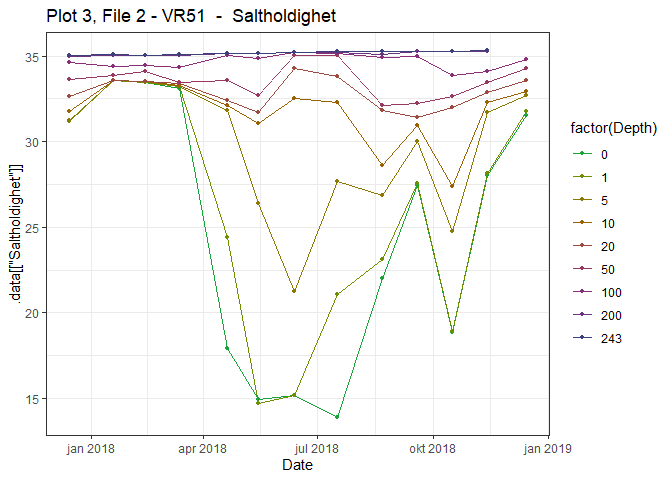 Plot 3, File 2 - VR51  -  Saltholdighet
.data[["Saltholdighet"]]
35
30
25
20
15
jan 2018
apr 2018
jul 2018
okt 2018
jan 2019
Date
factor(Depth)
0
1
5
10
20
50
100
200
243